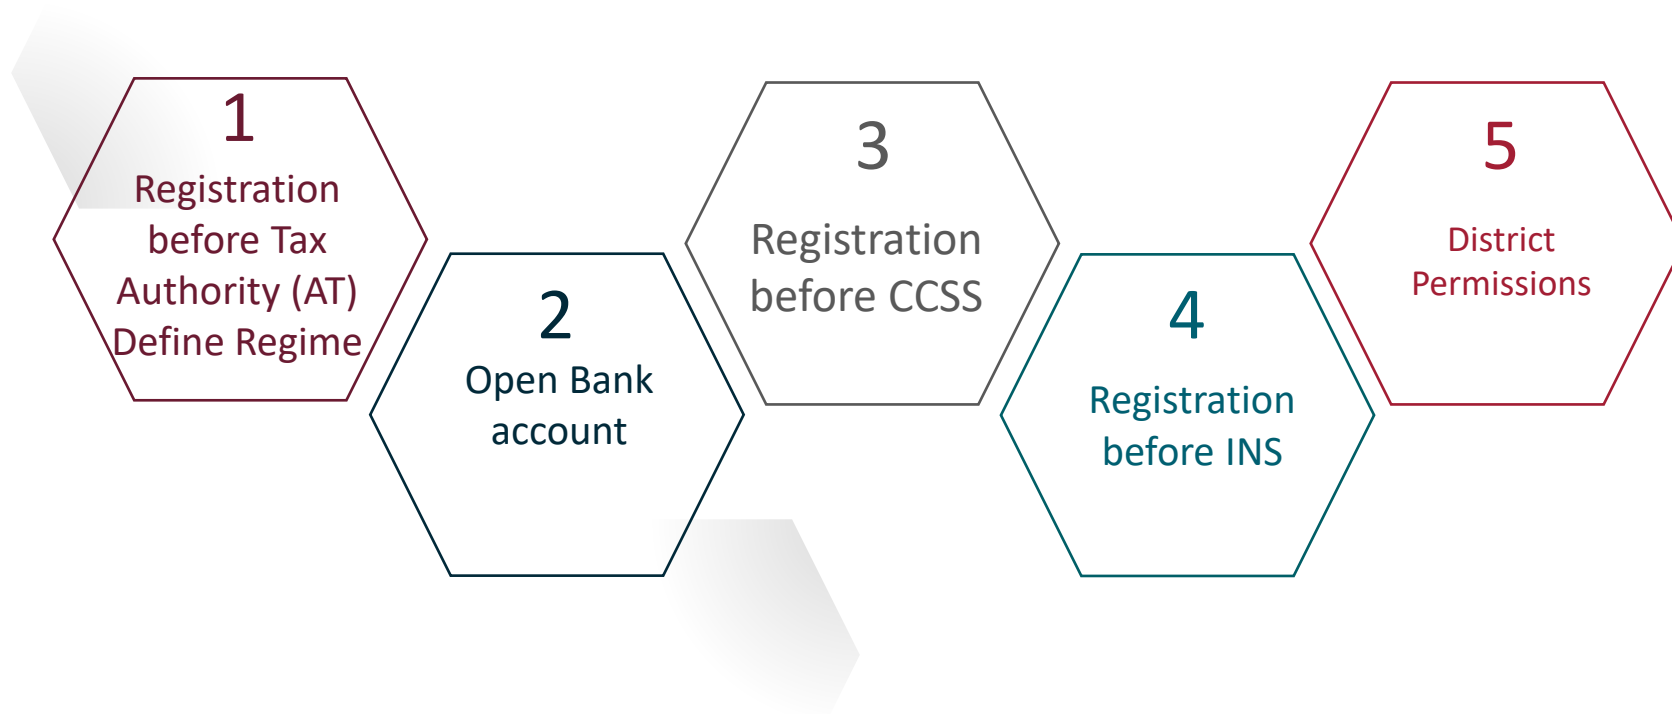 1
Registration
before Tax
Authority (AT)
Define Regime
2
Open Bank
account
3
Registration
before CCSS
4
Registration
before INS
5
District
Permissions